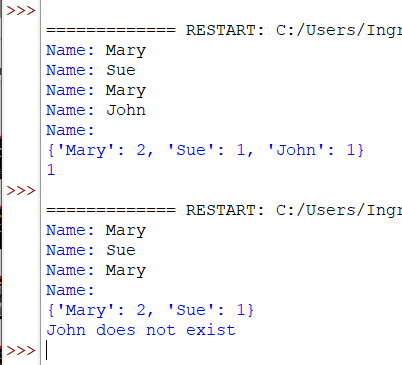 >>>
============= RESTART: C:/Users/Ingr
Name: Mary
Name: Sue
Name: Mary
Name: John
Name:
{'Mary': 2, 'Sue': 1, 'John': 1}
1
>>>
============= RESTART: C:/Users/Ingr
Name: Mary
Name: Sue
Name: Mary
Name:
{'Mary': 2, 'Sue': 1}
John does not exist
>>>